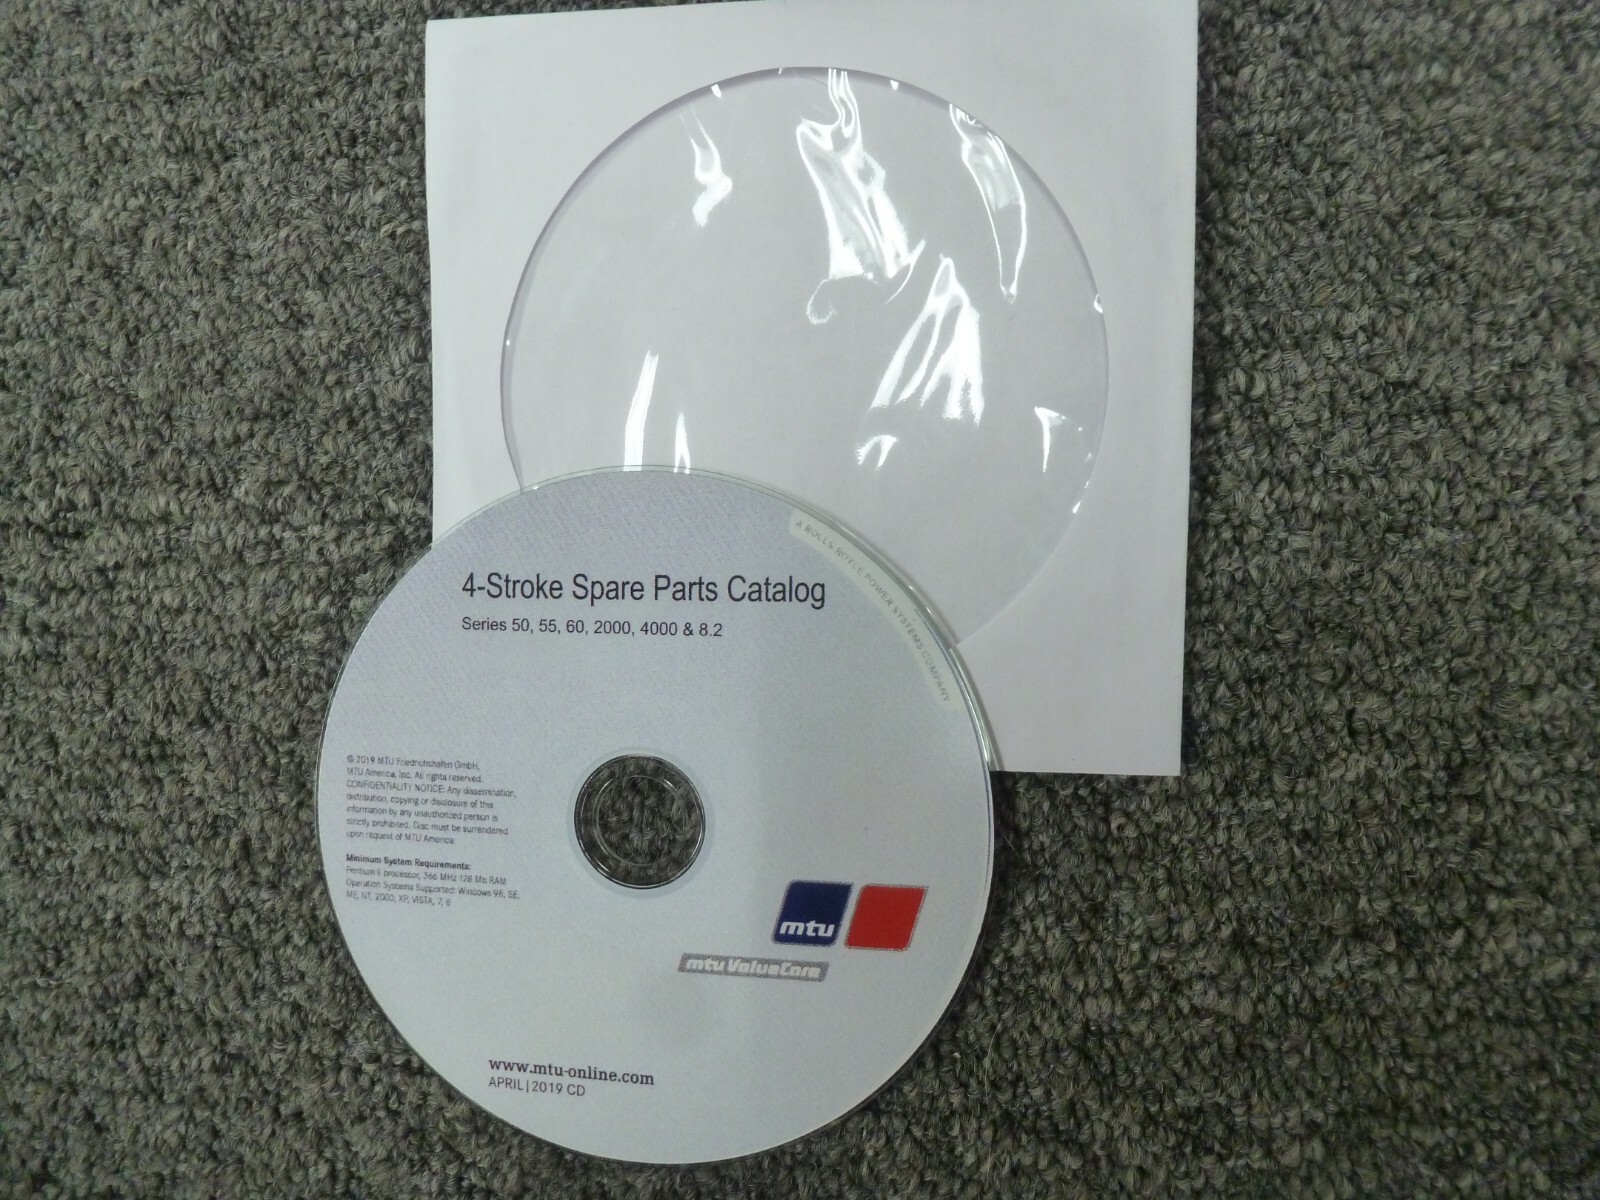 A ROLLS-ROYCE POWER SYSTEMS COMPANY
4-Stroke Spare Parts Catalog
Series 50, 55, 60, 2000, 4000 & 8.2
© 2019 MTU Friedrichshafen GmbH,
MTU America, Inc. All rights reserved.
CONFIDENTIALITY NOTICE: Any dissemination,
distribution, copying or disclosure of this
information by any unauthorized person is
strictly prohibited. Disc must be surrendered
upon request of MTU America
Minimum System Requirements:
Pentium II processor, 366 MHz 128 Mb RAM
Operation Systems Supported: Windows 98, SE,
ME, NT, 2000, XP, VISTA, 7, 8
mtu
mtu ValueCare
www.mtu-online.com
APRIL | 2019 CD